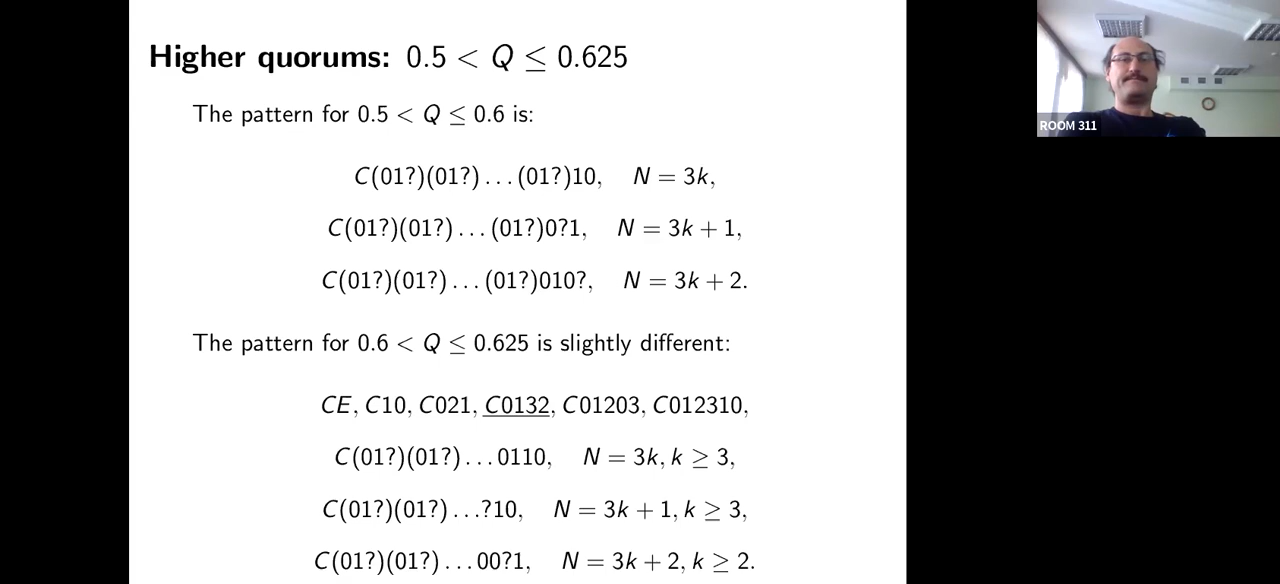 Higher quorums: 0.5 < Q ≤ 0.625
The pattern for 0.5 < Q ≤ 0.6 is:
C(01?)(01?)...(01?)10, N = 3k,
C(01?)(01?)...(01?)0?1, N = 3k + 1,
C(01?)(01?)...(01?)010?, N = 3k + 2.
The pattern for 0.6 < Q ≤ 0.625 is slightly different:
CE, C10, C021, C0132, C01203, C012310,
C(01?)(01?)...0110, N = 3k, k ≥ 3,
C(01?)(01?)...?10, N = 3k + 1, k ≥ 3,
C(01?)(01?)...00?1, N = 3k + 2, k ≥ 2.
ROOM 311